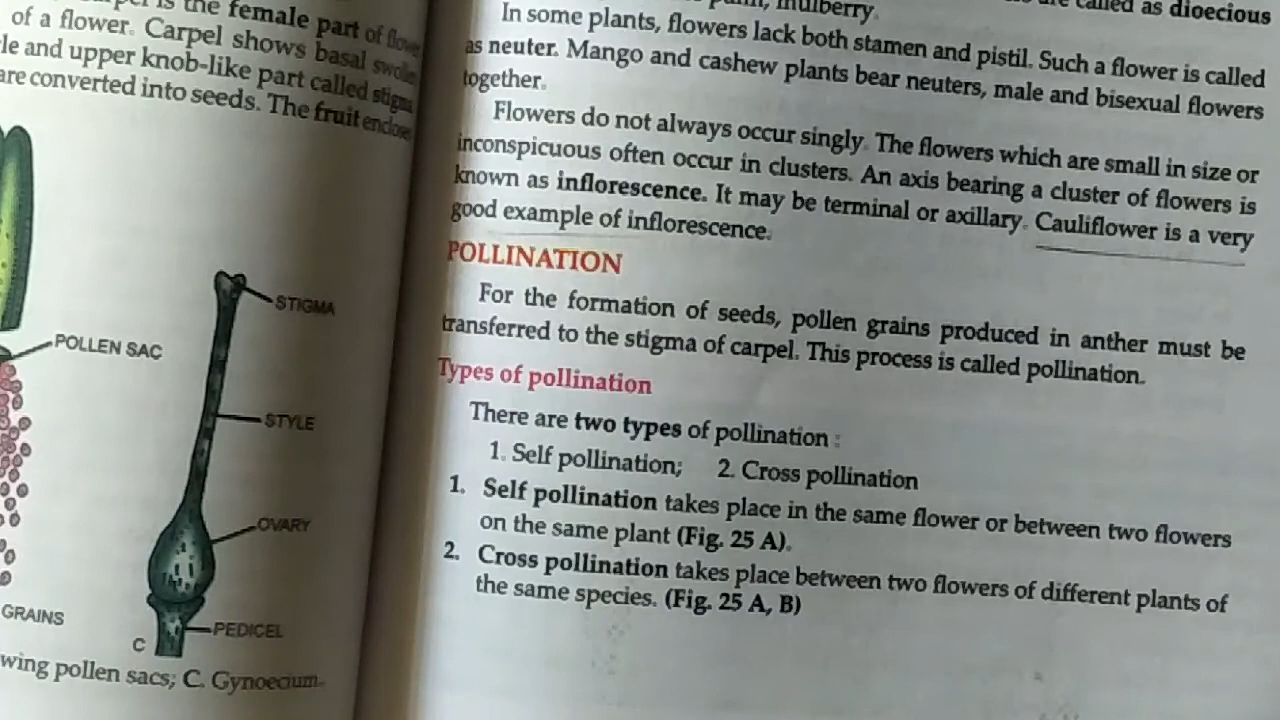 is the female part of
of a flower. Carpel shows basal
and upper knob-like part called stigma
are converted into seeds. The fruit
POLLEN SAC
STIGMA
STYLE
OVARY
GRAINS
PEDICEL
C
pollen sacs; C. Gynoecium.
mulberry.
called as dioecious
In some plants, flowers lack both stamen and pistil. Such a flower is called
as neuter. Mango and cashew plants bear neuters, male and bisexual flowers
together.
Flowers do not always occur singly. The flowers which are small in size or
inconspicuous often occur in clusters. An axis bearing a cluster of flowers is
known as inflorescence. It may be terminal or axillary. Cauliflower is a very
good example of inflorescence.
POLLINATION
For the formation of seeds, pollen grains produced in anther must be
transferred to the stigma of carpel. This process is called pollination.
Types of pollination
There are two types of pollination :
1. Self pollination; 2. Cross pollination
1. Self pollination takes place in the same flower or between two flowers
on the same plant (Fig. 25 A).
2. Cross pollination takes place between two flowers of different plants of
the same species. (Fig. 25 A, B)